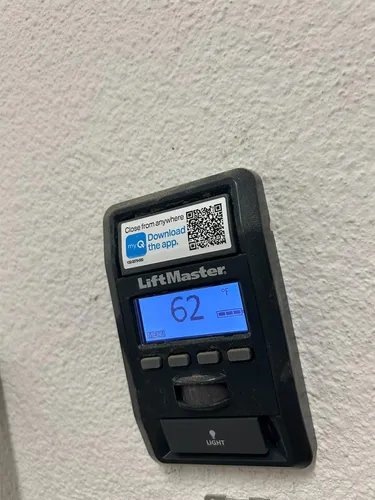 Close from anywhere
myQ
Download
the app.
LiftMaster
62 °F
LIGHT